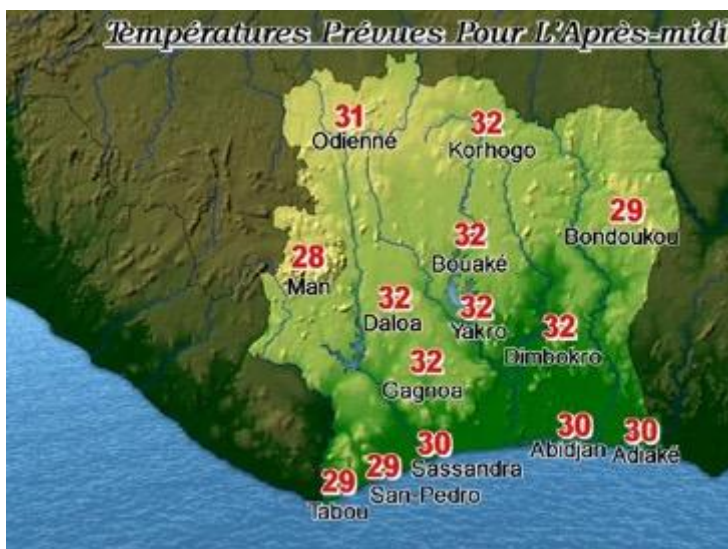 Températures Prévues Pour L'Après-midi
31
Odienné
32
Korhogo
29
Bondoukou
32
Bouaké
28
Man
32
Daloa
32
Yakro
32
Dimbokro
32
Gagnoa
30
Sassandra
30
Abidjan
30
Adiaké
29
San-Pedro
29
Tabou